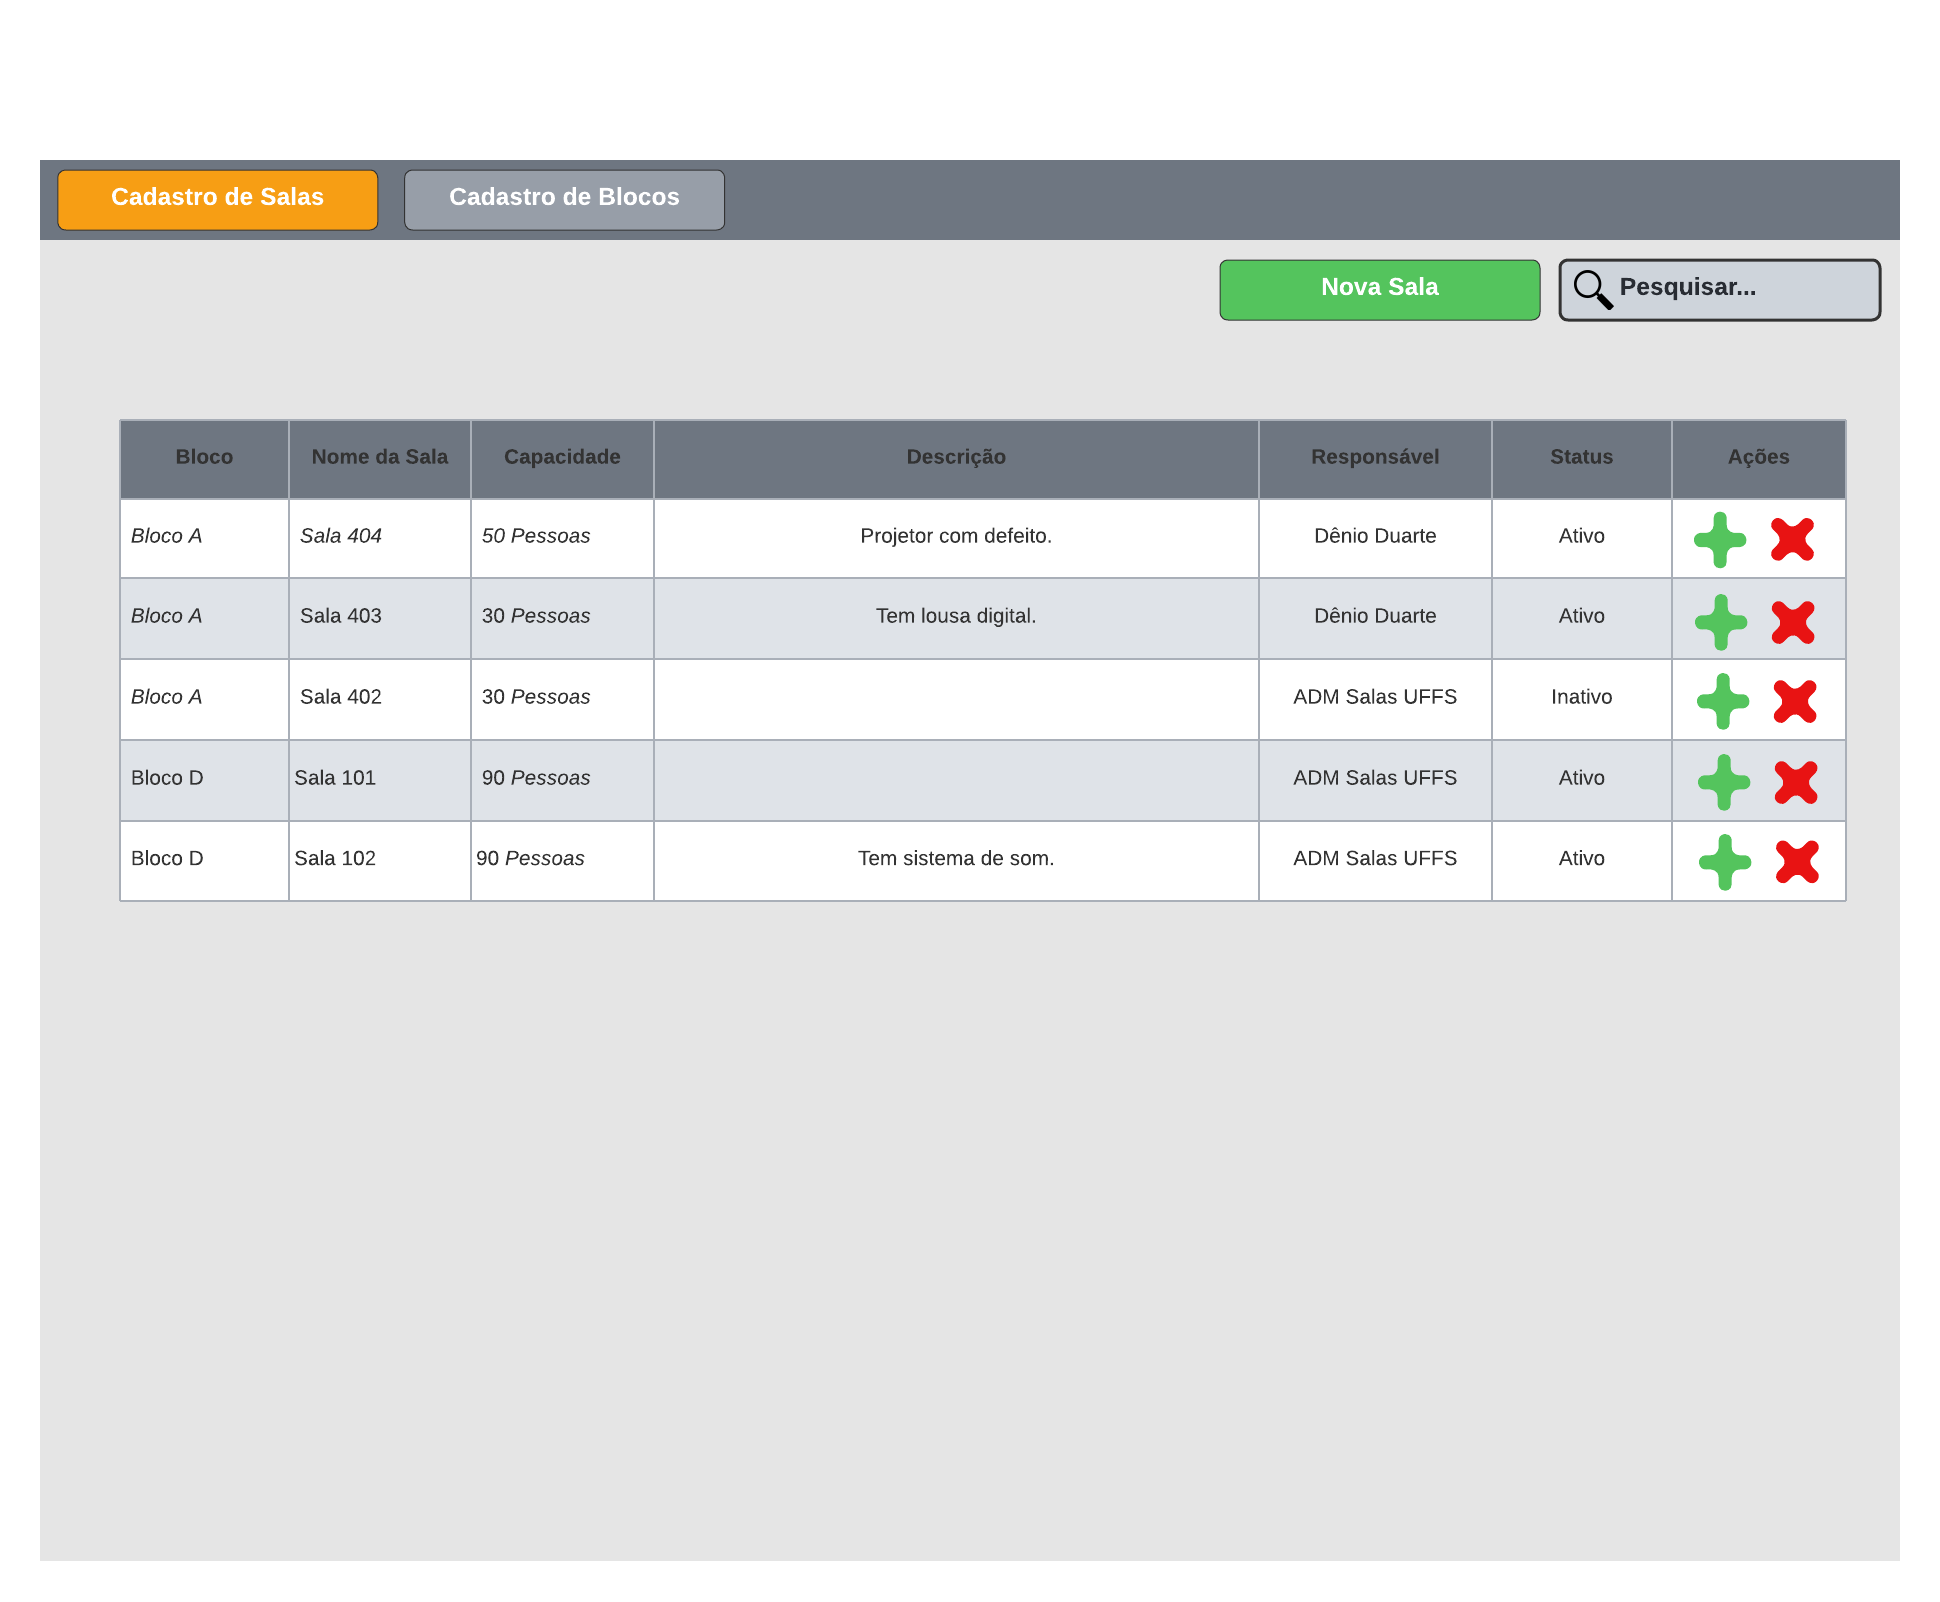 Cadastro de Salas Cadastro de Blocos
Nova Sala Pesquisar...
Bloco Nome da Sala Capacidade Descrição Responsável Status Ações
Bloco A Sala 404 50 Pessoas Projetor com defeito. Dênio Duarte Ativo
Bloco A Sala 403 30 Pessoas Tem lousa digital. Dênio Duarte Ativo
Bloco A Sala 402 30 Pessoas ADM Salas UFFS Inativo
Bloco D Sala 101 90 Pessoas ADM Salas UFFS Ativo
Bloco D Sala 102 90 Pessoas Tem sistema de som. ADM Salas UFFS Ativo